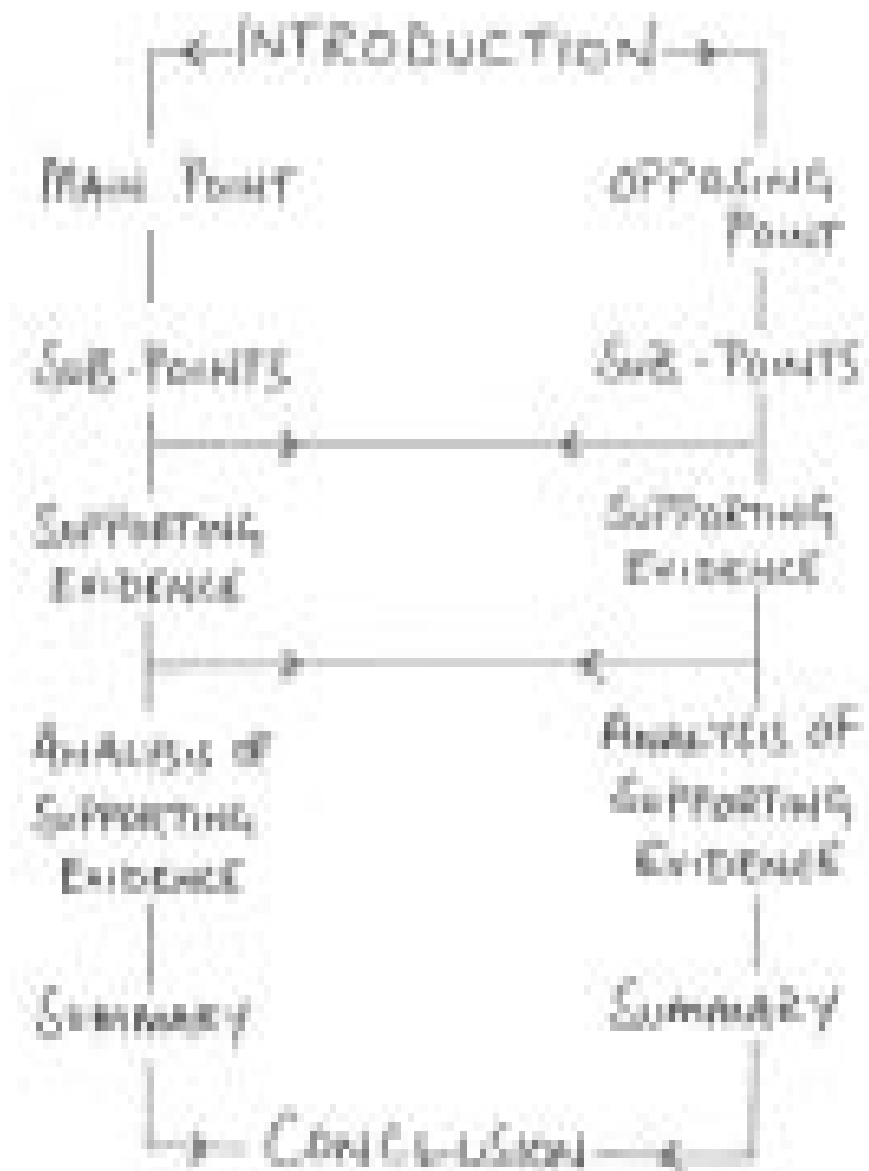 INTRODUCTION
MAIN POINT
OPPOSING
POINT
SUB-POINTS
SUB-POINTS
SUPPORTING
EVIDENCE
SUPPORTING
EVIDENCE
ANALYSIS OF
SUPPORTING
EVIDENCE
ANALYSIS OF
SUPPORTING
EVIDENCE
SUMMARY
SUMMARY
CONCLUSION